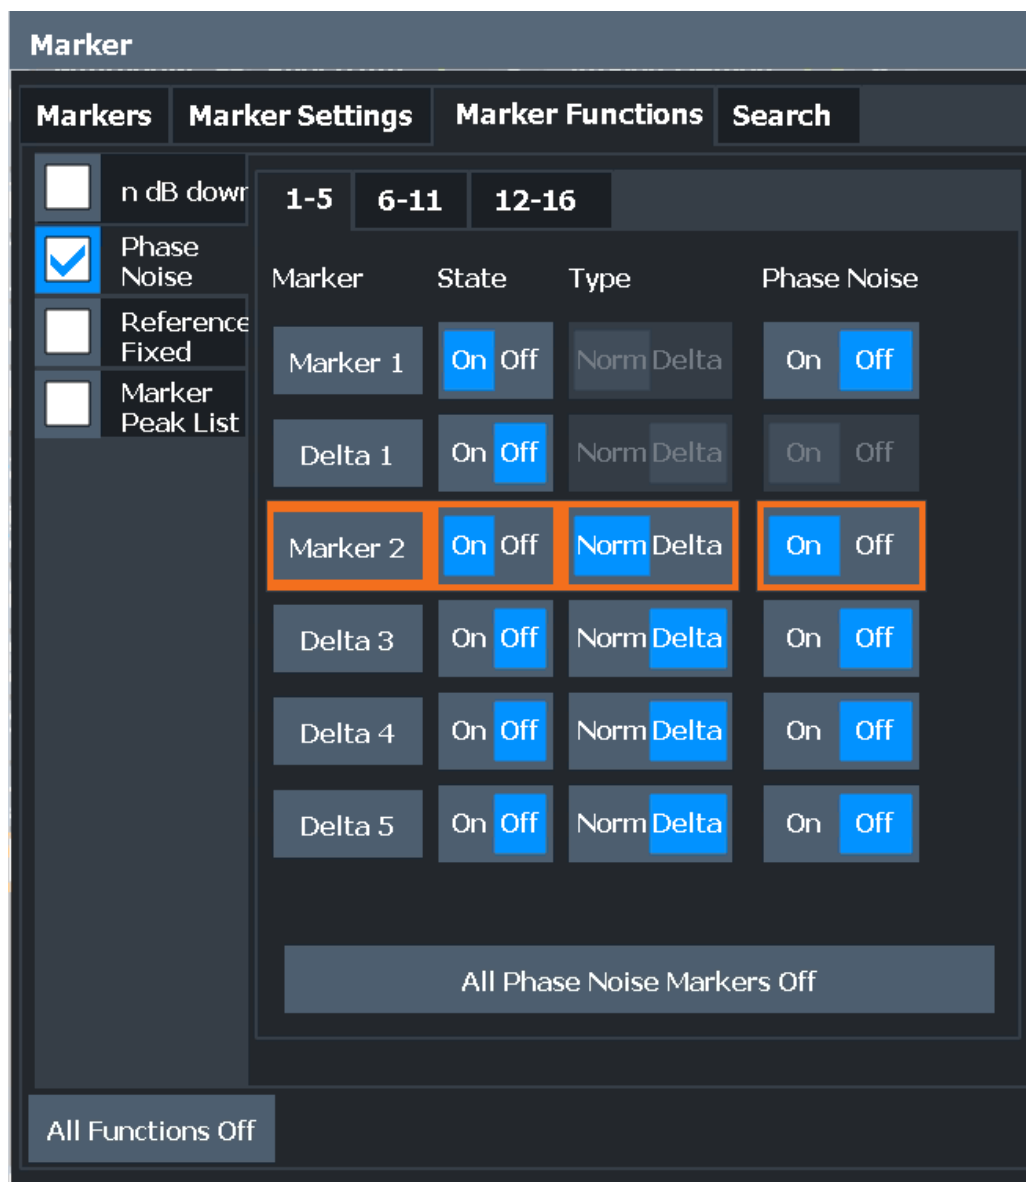 Marker
Markers Marker Settings Marker Functions Search
n dB down
Phase
Noise
Reference
Fixed
Marker
Peak List
1-5 6-11 12-16
Marker State Type Phase Noise
Marker 1 On Off Norm Delta On Off
Delta 1 On Off Norm Delta On Off
Marker 2 On Off Norm Delta On Off
Delta 3 On Off Norm Delta On Off
Delta 4 On Off Norm Delta On Off
Delta 5 On Off Norm Delta On Off
All Phase Noise Markers Off
All Functions Off